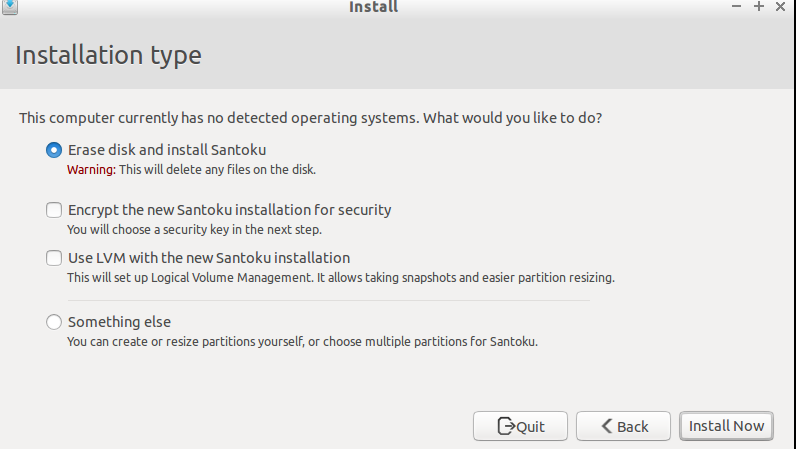 Install
Installation type
This computer currently has no detected operating systems. What would you like to do?
Erase disk and install Santoku
Warning: This will delete any files on the disk.
Encrypt the new Santoku installation for security
You will choose a security key in the next step.
Use LVM with the new Santoku installation
This will set up Logical Volume Management. It allows taking snapshots and easier partition resizing.
Something else
You can create or resize partitions yourself, or choose multiple partitions for Santoku.
Quit Back Install Now